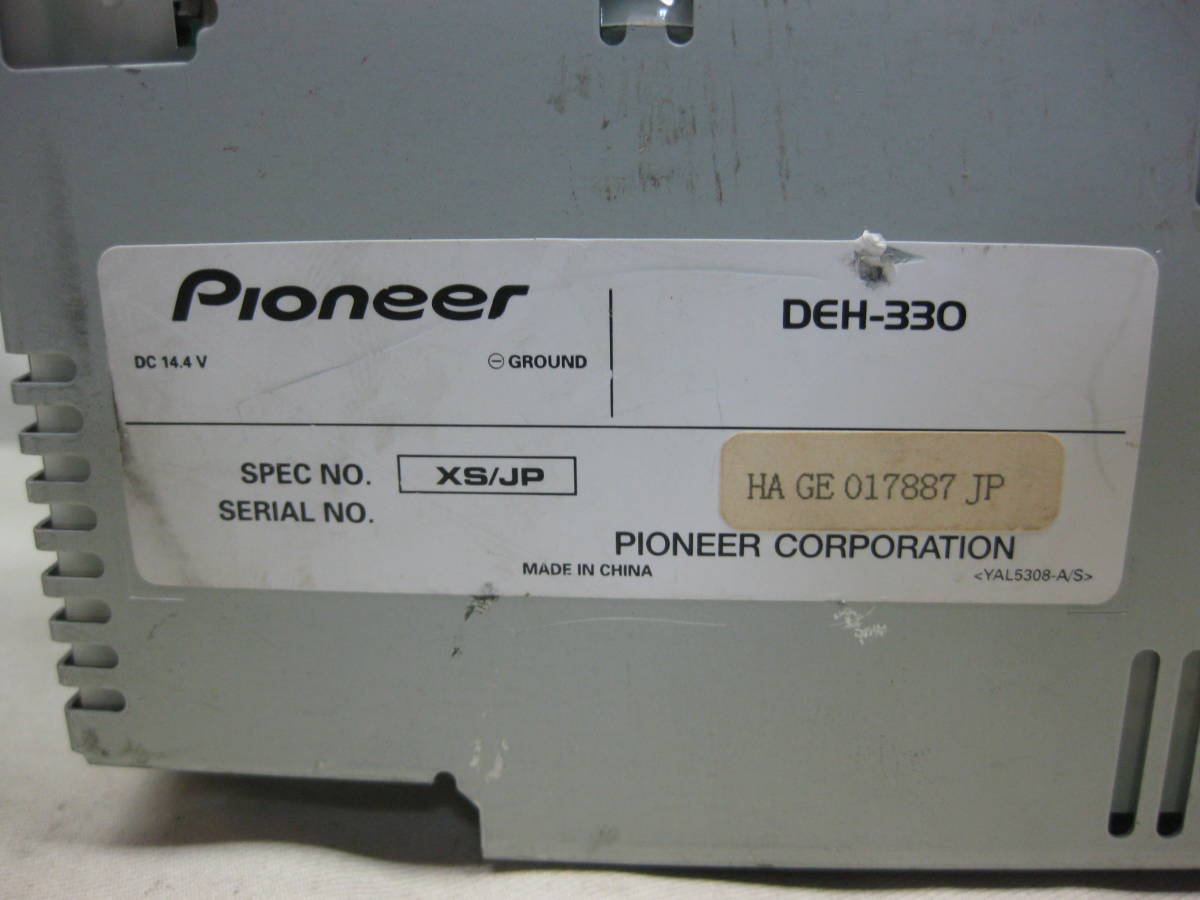 Pioneer
DEH-330
DC 14.4 V
⊖ GROUND
SPEC NO. XS/JP
HA GE 017887 JP
SERIAL NO.
PIONEER CORPORATION
MADE IN CHINA
<YAL5308-A/S>